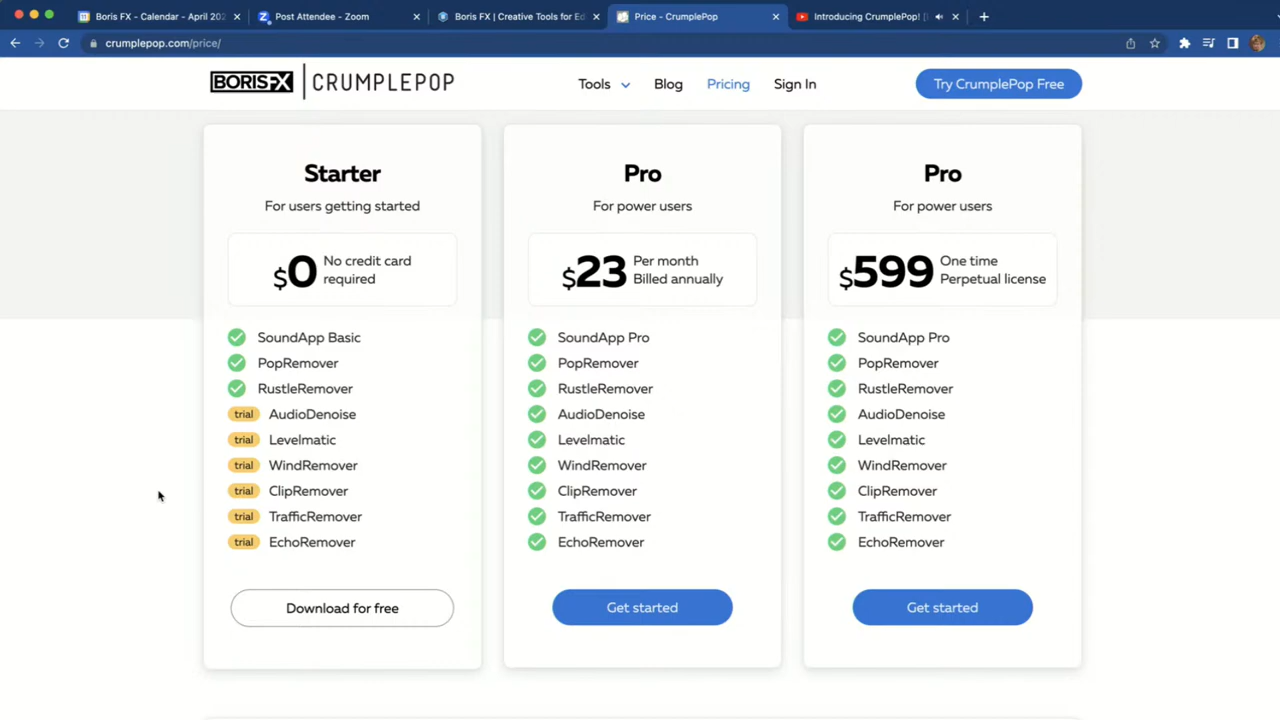 Boris FX - Calendar - April 202
Post Attendee - Zoom
Boris FX | Creative Tools for Ed
Price - CrumplePop
Introducing CrumplePop! [
crumplepop.com/price/
BORISFX CRUMPLEPOP
Tools
Blog
Pricing
Sign In
Try CrumplePop Free
Starter
For users getting started
$0 No credit card
required
SoundApp Basic
PopRemover
RustleRemover
trial AudioDenoise
trial Levelmatic
trial WindRemover
trial ClipRemover
trial TrafficRemover
trial EchoRemover
Download for free
Pro
For power users
$23 Per month
Billed annually
SoundApp Pro
PopRemover
RustleRemover
AudioDenoise
Levelmatic
WindRemover
ClipRemover
TrafficRemover
EchoRemover
Get started
Pro
For power users
$599 One time
Perpetual license
SoundApp Pro
PopRemover
RustleRemover
AudioDenoise
Levelmatic
WindRemover
ClipRemover
TrafficRemover
EchoRemover
Get started